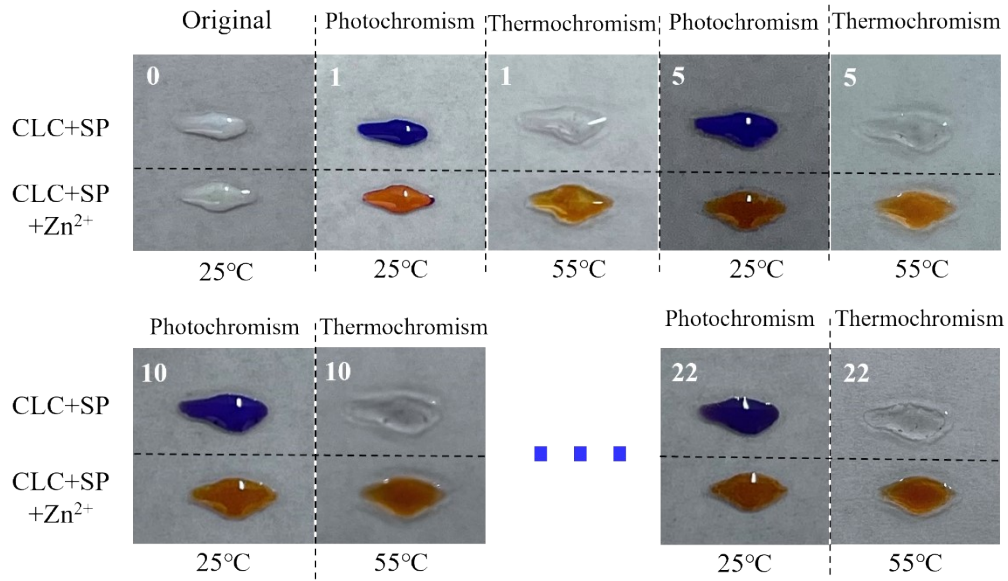 Original Photochromism Thermochromism Photochromism Thermochromism
0 1 1 5 5
CLC+SP
CLC+SP
+Zn²⁺
25°C 25°C 55°C 25°C 55°C
Photochromism Thermochromism Photochromism Thermochromism
10 10 22 22
CLC+SP
CLC+SP
+Zn²⁺
25°C 55°C 25°C 55°C